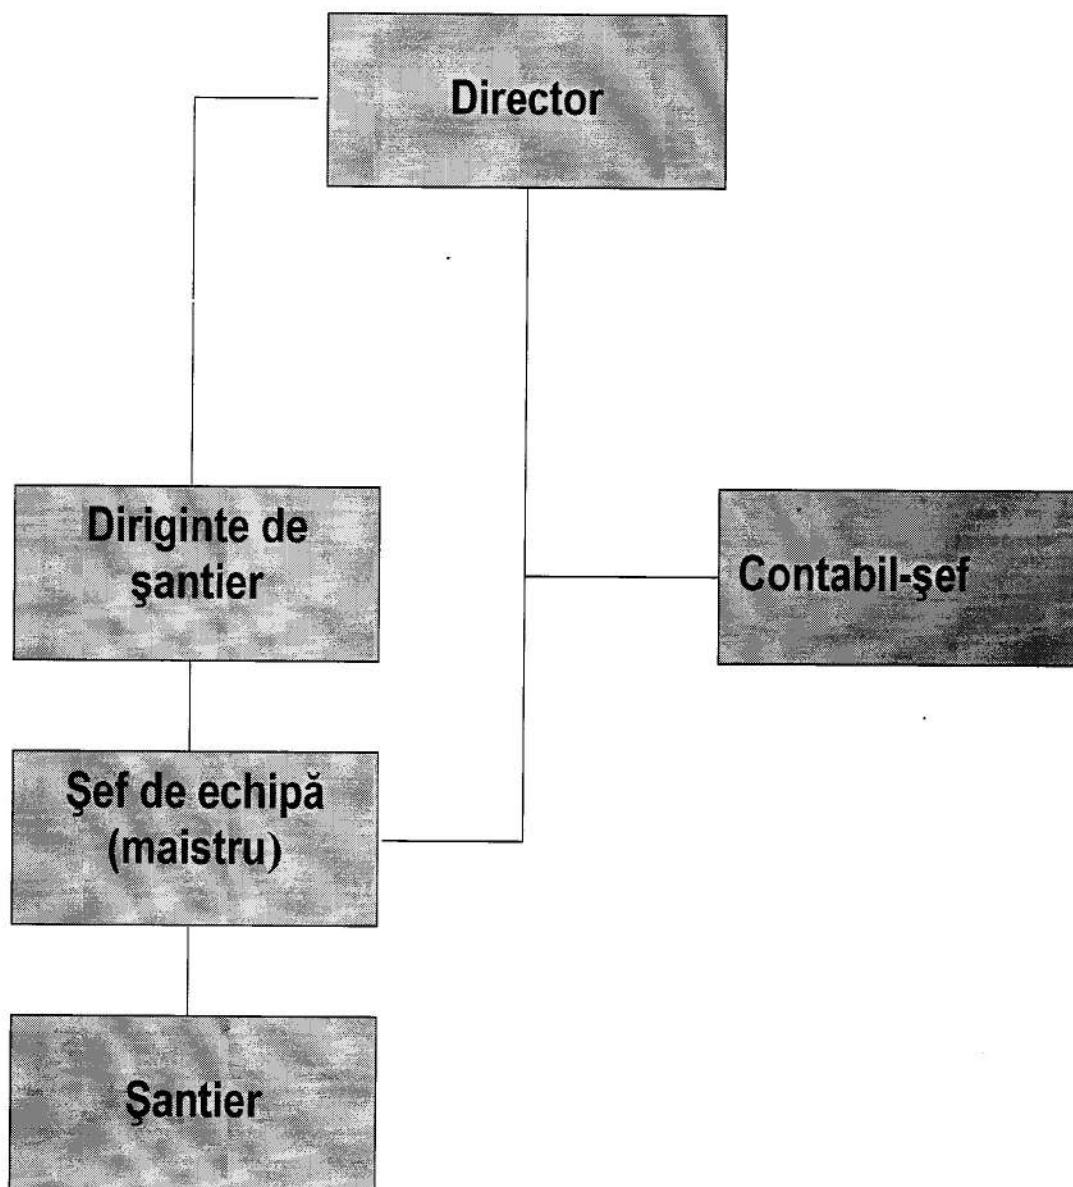 Director
Diriginte de
şantier
Contabil-şef
Şef de echipă
(maistru)
Şantier